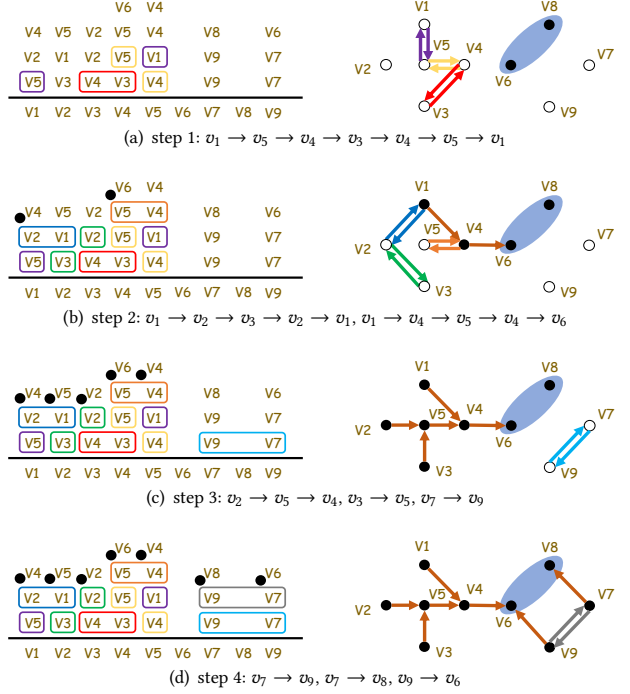 V6 V4
V4 V5 V2 V4 V5 V8 V6
V2 V1 V2 V5 V1 V9 V7
V5 V3 V4 V3 V4 V9 V7
V1 V2 V3 V4 V5 V6 V7 V8 V9
V1 V8
V5 V4 V7
V2 V6
V3 V9
(a) step 1: v₁ → v₅ → v₄ → v₃ → v₄ → v₅ → v₁
V6 V4
V4 V5 V2 V5 V4 V8 V6
V2 V1 V2 V5 V1 V9 V7
V5 V3 V4 V3 V4 V9 V7
V1 V2 V3 V4 V5 V6 V7 V8 V9
V1 V8
V5 V4 V7
V2 V6
V3 V9
(b) step 2: v₁ → v₂ → v₃ → v₂ → v₁, v₁ → v₄ → v₅ → v₄ → v₆
V6 V4
V4 V5 V2 V5 V4 V8 V6
V2 V1 V2 V5 V1 V9 V7
V5 V3 V4 V3 V4 V9 V7
V1 V2 V3 V4 V5 V6 V7 V8 V9
V1 V8
V5 V4 V7
V2 V6
V3 V9
(c) step 3: v₂ → v₅ → v₄, v₃ → v₅, v₇ → v₉
V6 V4
V4 V5 V2 V5 V4 V8 V6
V2 V1 V2 V5 V1 V9 V7
V5 V3 V4 V3 V4 V9 V7
V1 V2 V3 V4 V5 V6 V7 V8 V9
V1 V8
V5 V4 V7
V2 V6
V3 V9
(d) step 4: v₇ → v₉, v₇ → v₈, v₉ → v₆